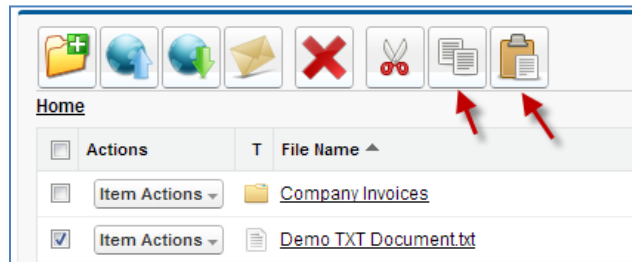 Home
Actions T File Name
Item Actions Company Invoices
Item Actions Demo TXT Document.txt